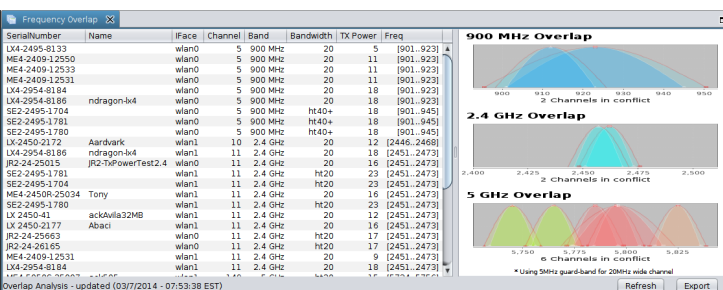 Frequency Overlap
SerialNumber Name IFace Channel Band Bandwidth TX Power Freq
LX4-2495-8133 wlan0 5 900 MHz 20 5 [901..923]
ME4-2409-12550 wlan0 5 900 MHz 20 11 [901..923]
ME4-2409-12533 wlan0 5 900 MHz 20 11 [901..923]
ME4-2409-12531 wlan0 5 900 MHz 20 11 [901..923]
LX4-2954-8184 wlan0 5 900 MHz 20 18 [901..923]
LX4-2954-8186 ndragon-lx4 wlan0 5 900 MHz 20 18 [901..923]
SE2-2495-1704 wlan0 5 900 MHz ht40+ 18 [901..945]
SE2-2295-1781 wlan0 5 900 MHz ht40+ 18 [901..945]
SE2-2295-1780 wlan0 5 900 MHz ht40+ 18 [901..945]
LX-2450-2172 Aardvark wlan1 10 2.4 GHz 20 12 [2446..2468]
LX4-2954-8186 ndragon-lx4 wlan1 11 2.4 GHz 20 18 [2451..2473]
JR2-24-25015 JR2-TxPowerTest2.4 wlan0 11 2.4 GHz 20 16 [2451..2473]
SE2-2295-1781 wlan1 11 2.4 GHz ht20 23 [2451..2473]
SE2-2295-1704 wlan1 11 2.4 GHz ht20 23 [2451..2473]
ME4-2450R-25034 Tony wlan1 11 2.4 GHz 20 16 [2451..2473]
SE2-2295-1780 wlan1 11 2.4 GHz ht20 23 [2451..2473]
LX 2450-41 ackAvila32MB wlan1 11 2.4 GHz 20 12 [2451..2473]
LX 2450-2177 Abaci wlan1 11 2.4 GHz 20 16 [2451..2473]
JR2-24-25663 wlan0 11 2.4 GHz ht20 17 [2451..2473]
JR2-24-26165 wlan0 11 2.4 GHz ht20 17 [2451..2473]
ME4-2409-12531 wlan1 11 2.4 GHz 20 9 [2451..2473]
LX4-2954-8184 wlan1 11 2.4 GHz 20 18 [2451..2473]
900 MHz Overlap
900 910 920 930 940 950
2 Channels in conflict
2.4 GHz Overlap
2,400 2,425 2,450 2,475 2,500
2 Channels in conflict
5 GHz Overlap
5,750 5,775 5,800 5,825
6 Channels in conflict
* Using 5MHz guard-band for 20MHz wide channel
Overlap Analysis - updated (03/7/2014 - 07:53:38 EST)
Refresh Export